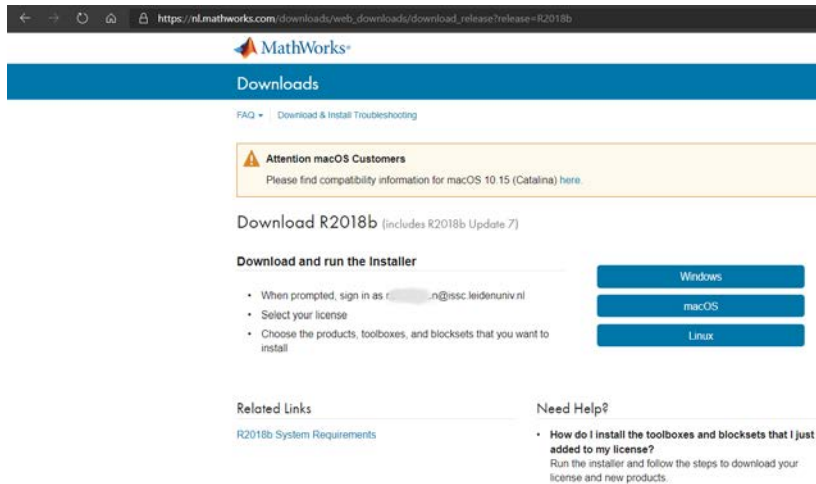 https://nl.mathworks.com/downloads/web_downloads/download_release?release=R2018b
MathWorks®
Downloads
FAQ
Download & Install Troubleshooting
Attention macOS Customers
Please find compatibility information for macOS 10.15 (Catalina) here.
Download R2018b (includes R2018b Update 7)
Download and run the Installer
• When prompted, sign in as r n@issc.leidenuniv.nl
• Select your license
• Choose the products, toolboxes, and blocksets that you want to
install
Windows
macOS
Linux
Related Links
R2018b System Requirements
Need Help?
• How do I install the toolboxes and blocksets that I just
added to my license?
Run the installer and follow the steps to download your
license and new products.